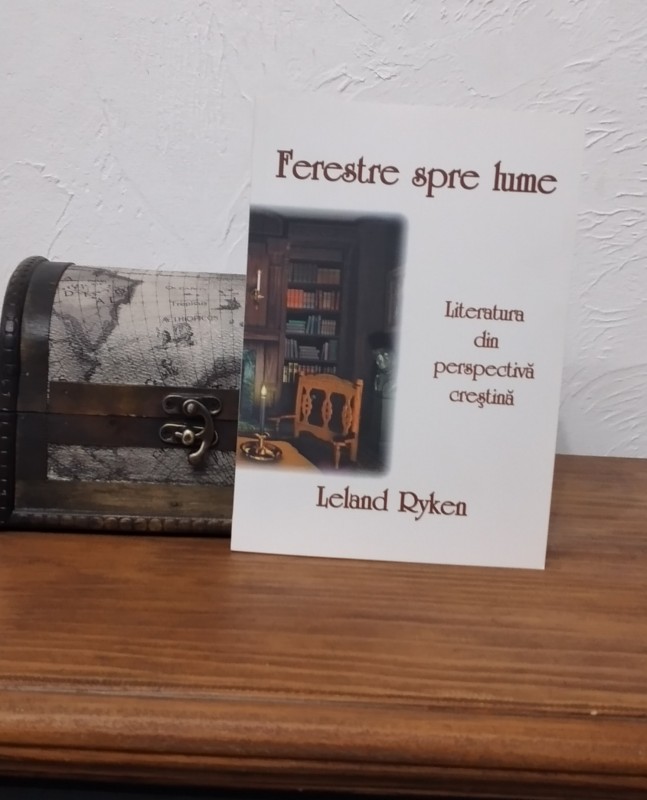 Ferestre spre lume
Literatura
din
perspectivă
creştină
Leland Ryken